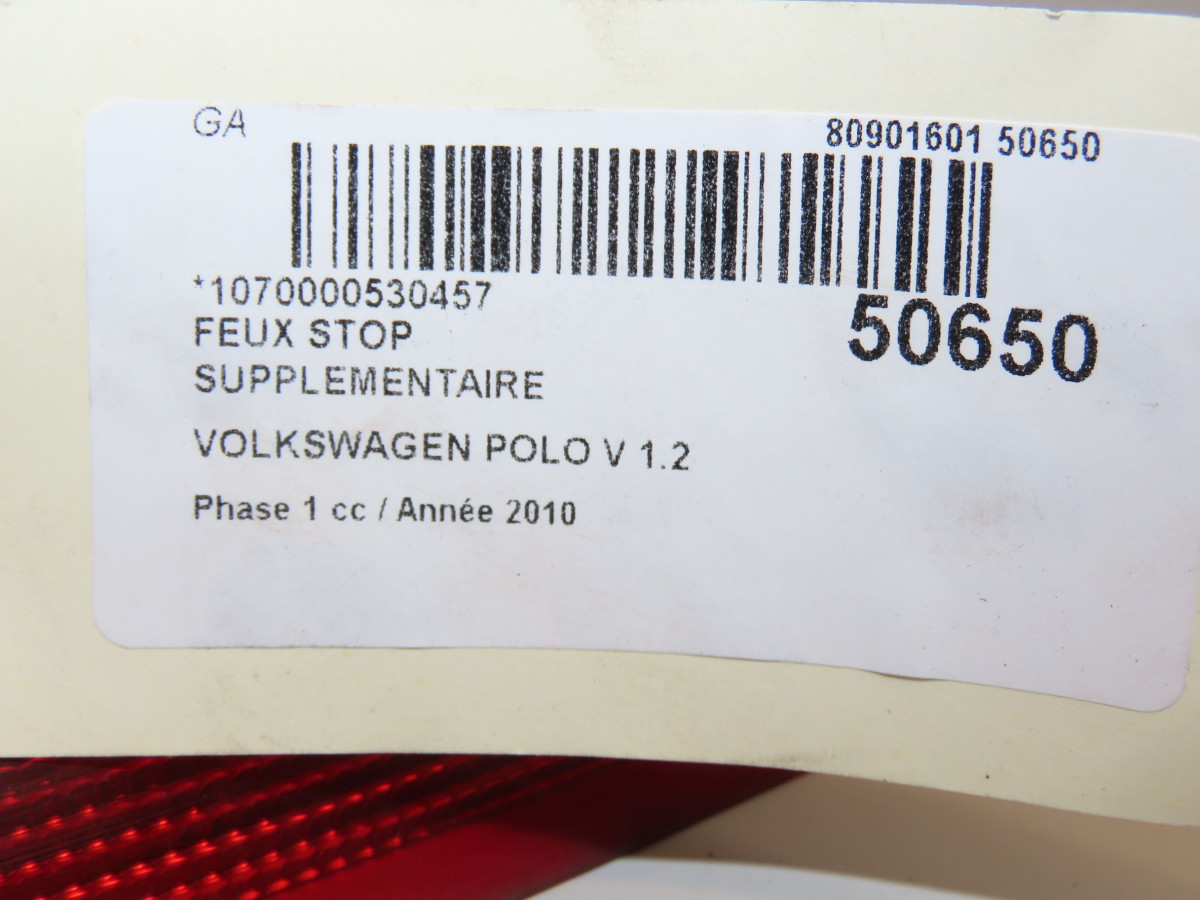 GA
80901601 50650
*1070000530457
50650
FEUX STOP
SUPPLEMENTAIRE
VOLKSWAGEN POLO V 1.2
Phase 1 cc / Année 2010